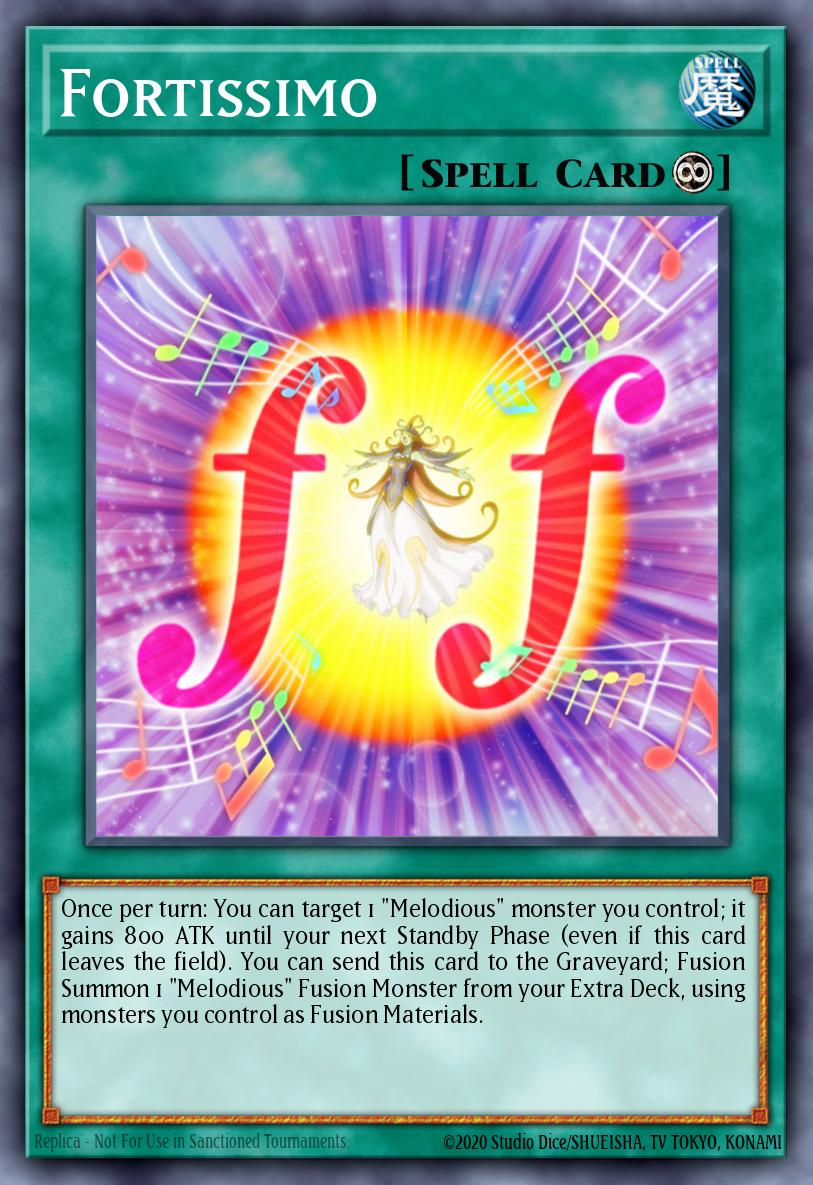 Fortissimo
SPELL
魔
[Spell Card]
f f
Once per turn: You can target 1 "Melodious" monster you control; it
gains 800 ATK until your next Standby Phase (even if this card
leaves the field). You can send this card to the Graveyard; Fusion
Summon 1 "Melodious" Fusion Monster from your Extra Deck, using
monsters you control as Fusion Materials.
Replica - Not For Use in Sanctioned Tournaments.
©2020 Studio Dice/SHUEISHA, TV TOKYO, KONAMI